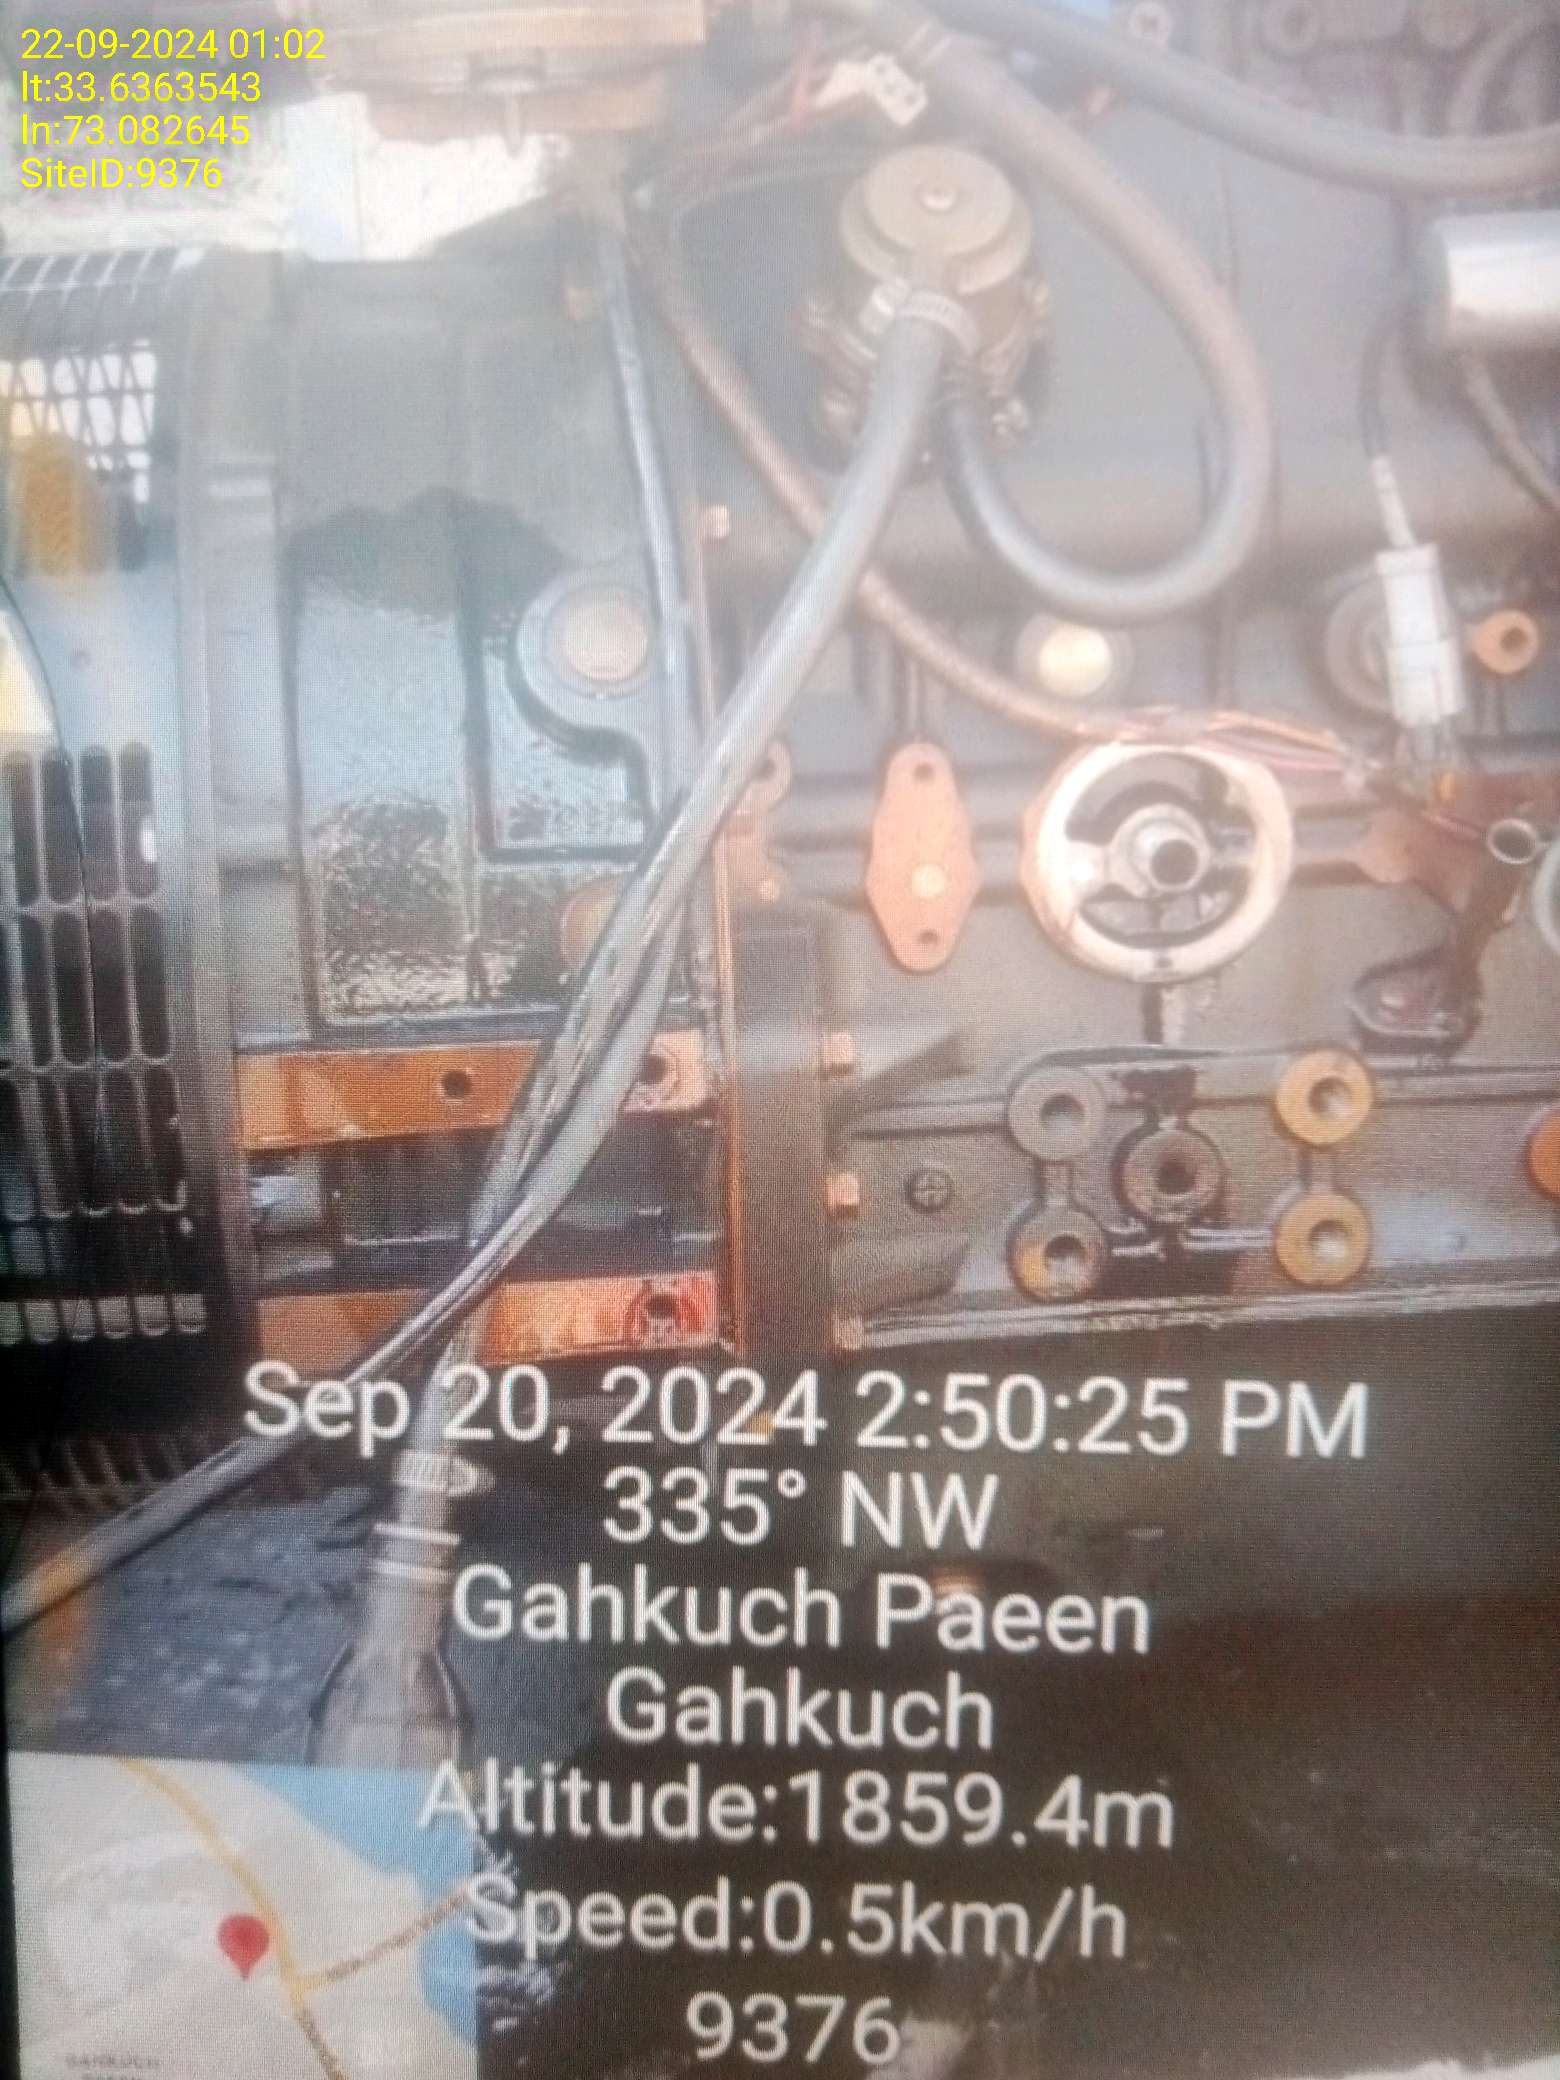 22-09-2024 01:02
lt:33.6363543
ln:73.082645
SiteID:9376
Sep 20, 2024 2:50:25 PM
335° NW
Gahkuch Paeen
Gahkuch
Altitude:1859.4m
Speed:0.5km/h
9376
GAHKUCH